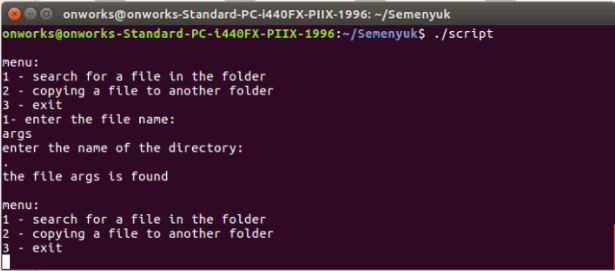 onworks@onworks-Standard-PC-i440FX-PIIX-1996: ~/Semenyuk
onworks@onworks-Standard-PC-i440FX-PIIX-1996:~/Semenyuk$ ./script
menu:
1 - search for a file in the folder
2 - copying a file to another folder
3 - exit
1- enter the file name:
args
enter the name of the directory:
.
the file args is found
menu:
1 - search for a file in the folder
2 - copying a file to another folder
3 - exit